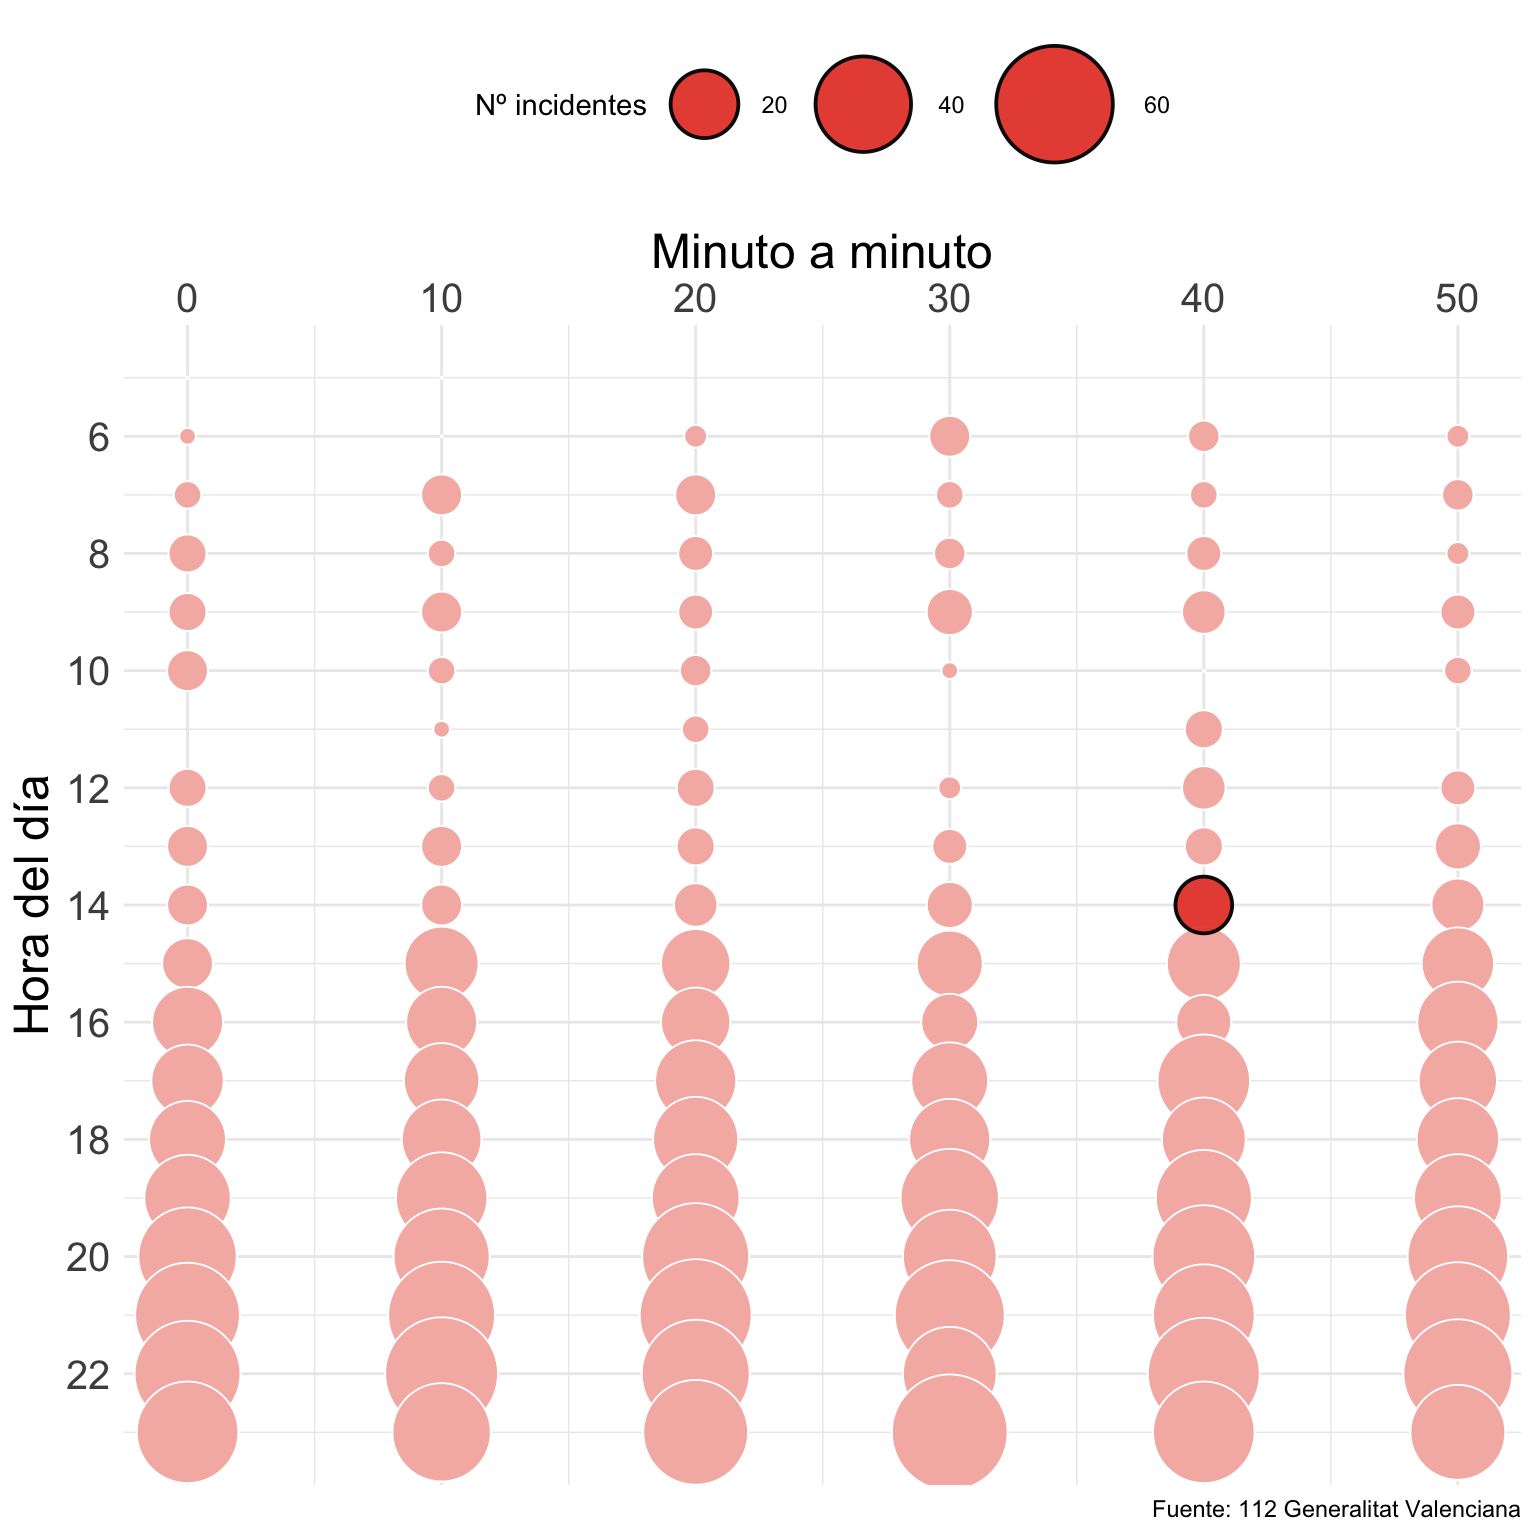 Nº incidentes 20 40 60
Minuto a minuto
0 10 20 30 40 50
Hora del día
6
8
10
12
14
16
18
20
22
Fuente: 112 Generalitat Valenciana